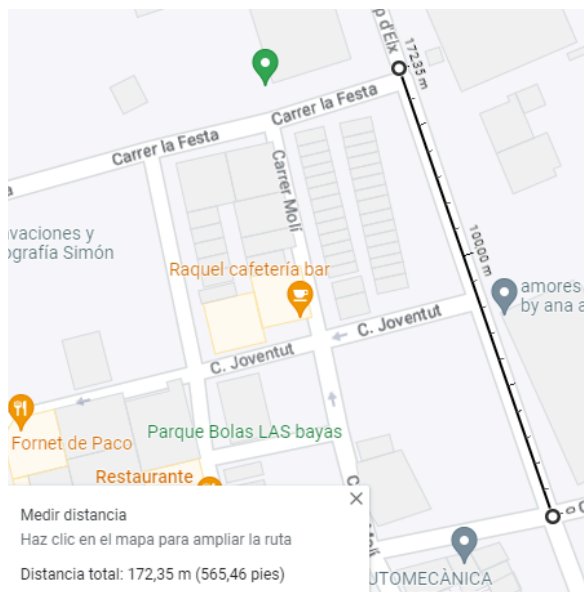 p d'Elx
172,35 m
Carrer la Festa
Carrer la Festa
Carrer Molí
vaciones y
ografía Simón
100,00 m
Raquel cafetería bar
amores
by ana a
C. Joventut
C. Joventut
Fornet de Paco
Parque Bolas LAS bayas
Restaurante
Molí
UTOMECÀNICA
Medir distancia
Haz clic en el mapa para ampliar la ruta
Distancia total: 172,35 m (565,46 pies)